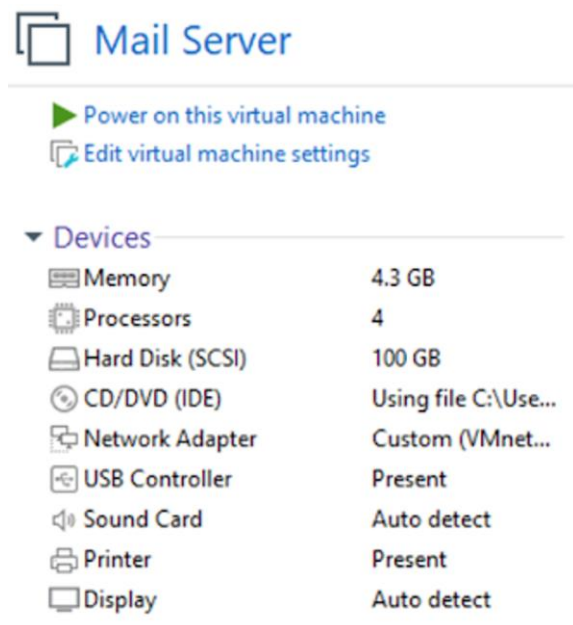 Mail Server
Power on this virtual machine
Edit virtual machine settings
Devices
Memory 4.3 GB
Processors 4
Hard Disk (SCSI) 100 GB
CD/DVD (IDE) Using file C:\Use...
Network Adapter Custom (VMnet...
USB Controller Present
Sound Card Auto detect
Printer Present
Display Auto detect